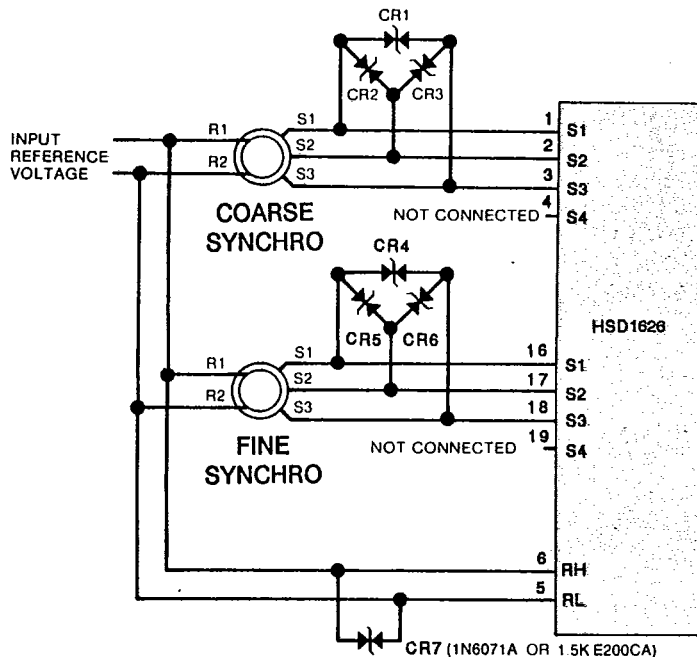 CR1
CR2
CR3
INPUT
REFERENCE
VOLTAGE
R1
R2
S1
S2
S3
COARSE
SYNCHRO
1 S1
2 S2
3 S3
4 S4
NOT CONNECTED
CR4
CR5
CR6
HSD1626
R1
R2
S1
S2
S3
FINE
SYNCHRO
16 S1
17 S2
18 S3
19 S4
NOT CONNECTED
6 RH
5 RL
CR7 (1N6071A OR 1.5K E200CA)